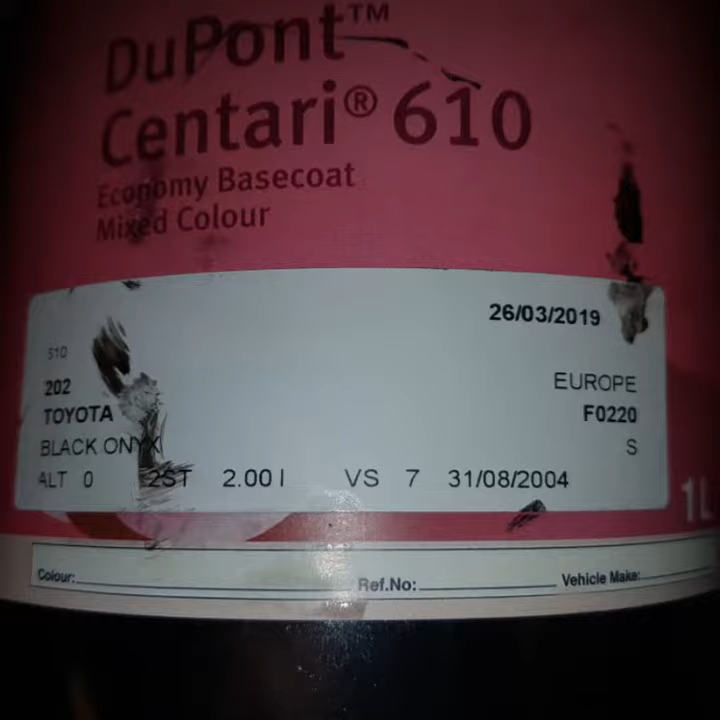 DuPont™
Centari® 610
Economy Basecoat
Mixed Colour
26/03/2019
510
202 EUROPE
TOYOTA F0220
BLACK ONYX S
ALT 0 2ST 2.00 l VS 7 31/08/2004
1L
Colour: Ref.No: Vehicle Make: